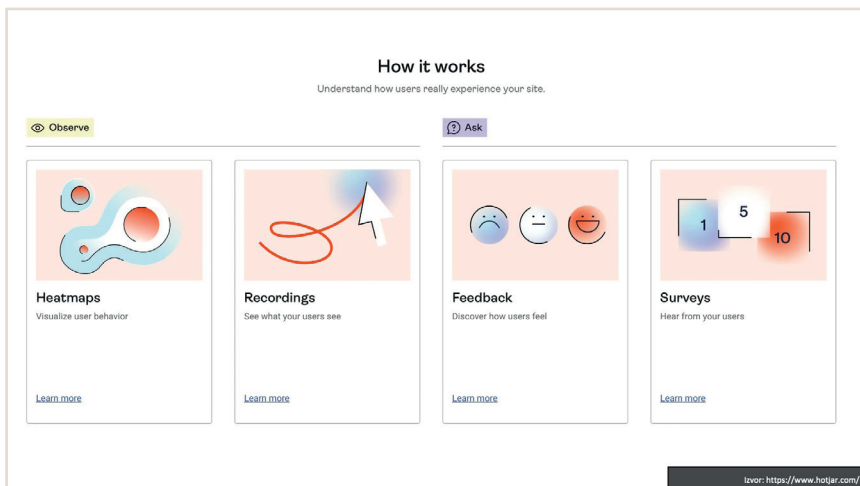 How it works
Understand how users really experience your site.
Observe
Ask
1
5
10
Heatmaps
Visualize user behavior
Learn more
Recordings
See what your users see
Learn more
Feedback
Discover how users feel
Learn more
Surveys
Hear from your users
Learn more
Izvor: https://www.hotjar.com/